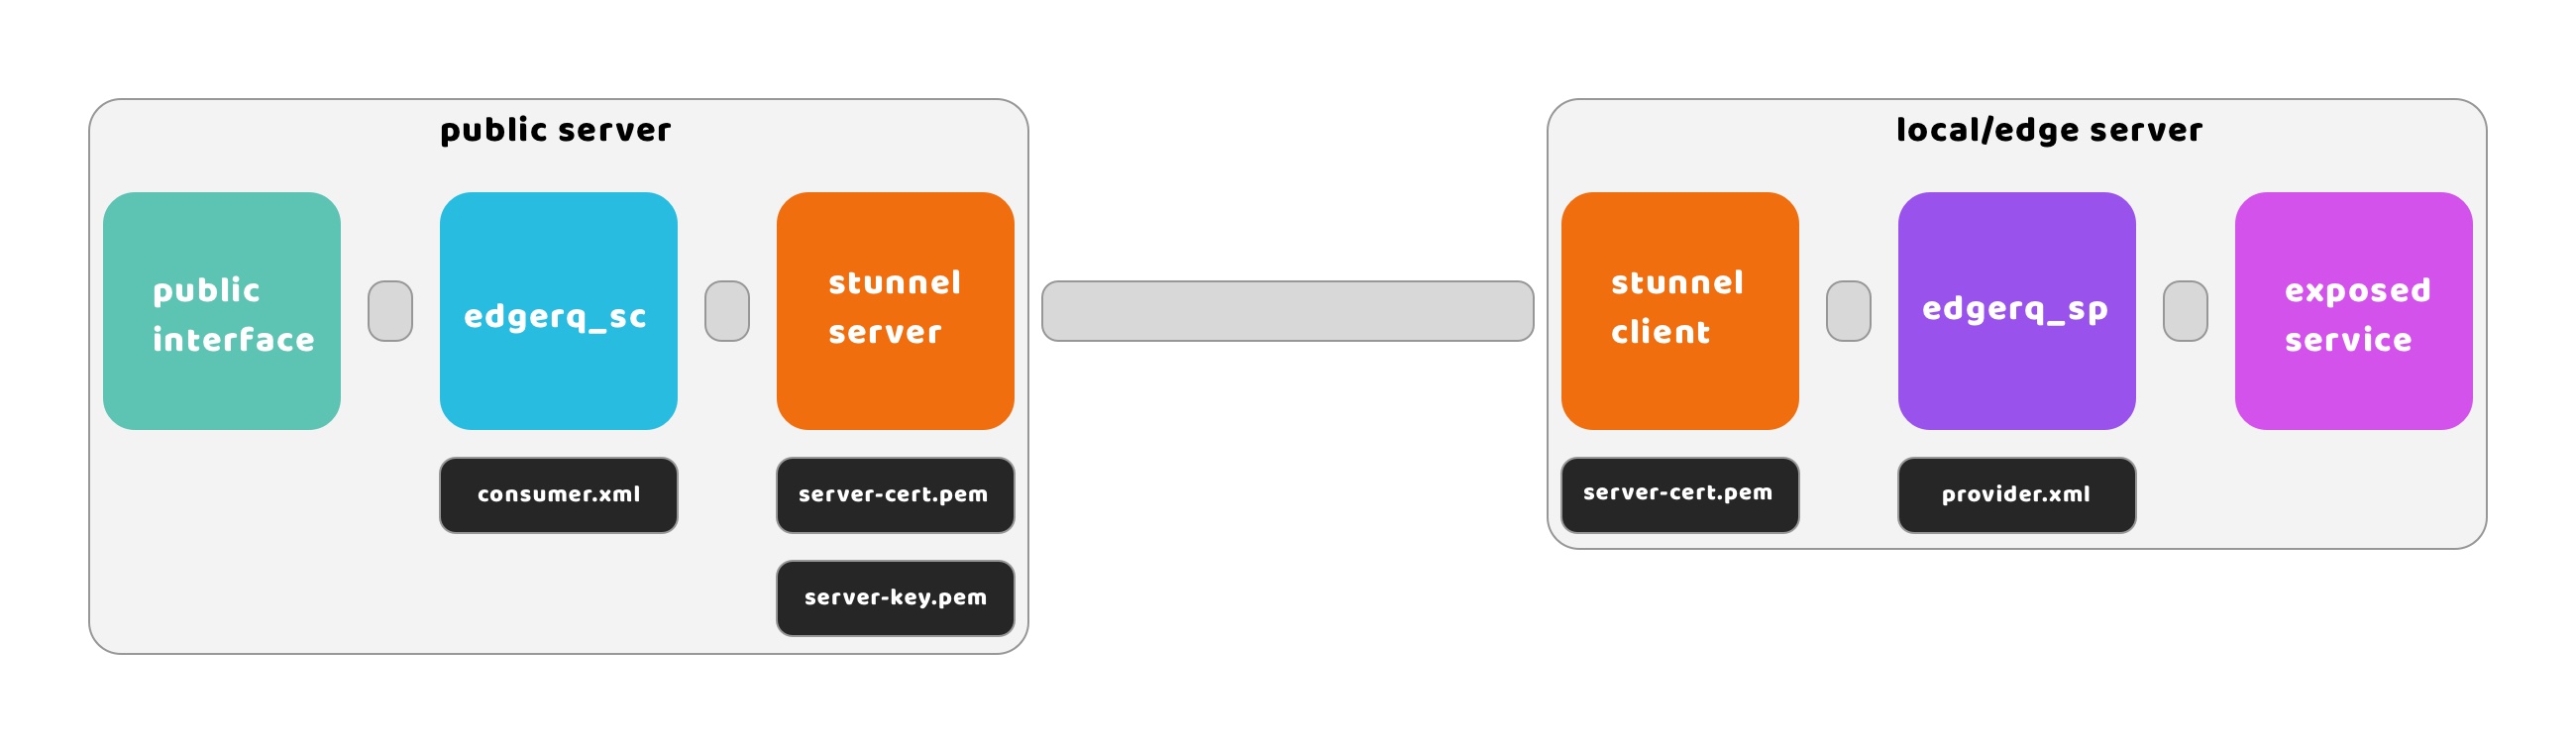 public server
public
interface
edgerq_sc
stunnel
server
consumer.xml
server-cert.pem
server-key.pem
local/edge server
stunnel
client
edgerq_sp
exposed
service
server-cert.pem
provider.xml